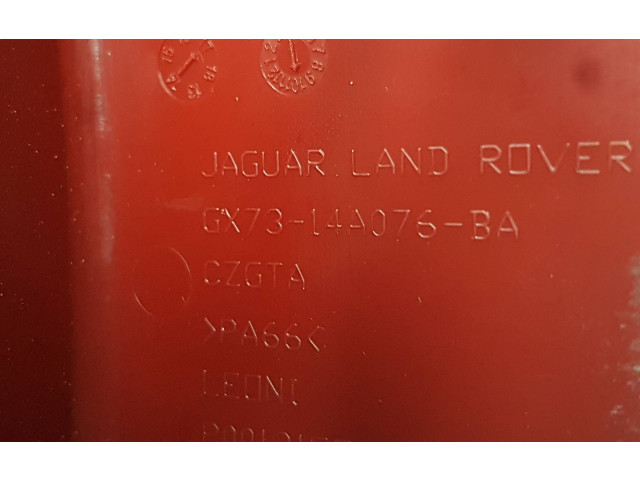 JAGUAR LAND ROVER
GX73-14A076-BA
CZGTA
>PA66<
LEONI